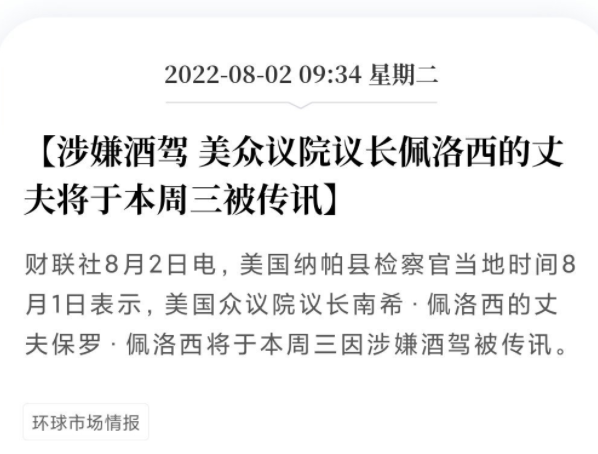 2022-08-02 09:34 星期二
【涉嫌酒驾 美众议院议长佩洛西的丈
夫将于本周三被传讯】
财联社8月2日电，美国纳帕县检察官当地时间8
月1日表示，美国众议院议长南希·佩洛西的丈
夫保罗·佩洛西将于本周三因涉嫌酒驾被传讯。
环球市场情报